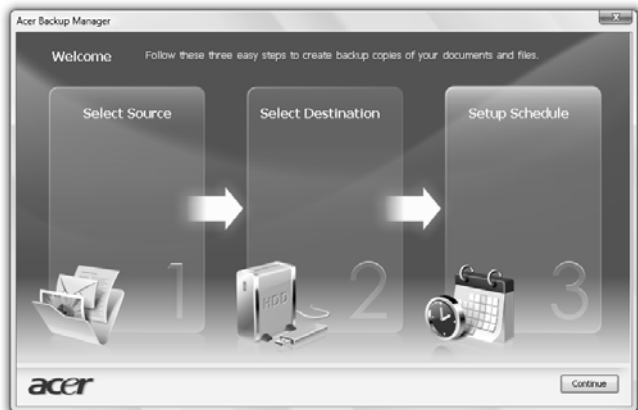 Acer Backup Manager
Welcome Follow these three easy steps to create backup copies of your documents and files.
Select Source
Select Destination
Setup Schedule
1
HDD
2
3
acer
Continue